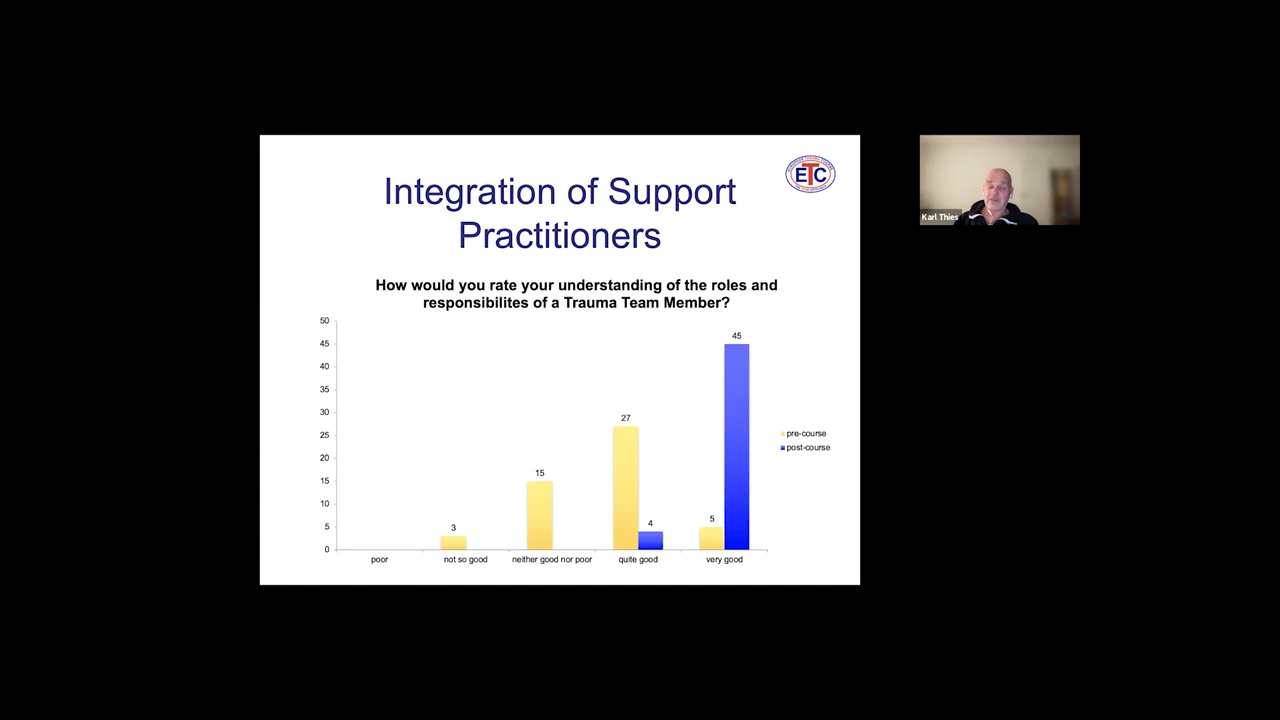 Integration of Support
Practitioners
ETC
How would you rate your understanding of the roles and
responsibilites of a Trauma Team Member?
50
45
40
35
30
25
20
15
10
5
0
3
15
27
4
5
45
poor
not so good
neither good nor poor
quite good
very good
pre-course
post-course
Karl Thies